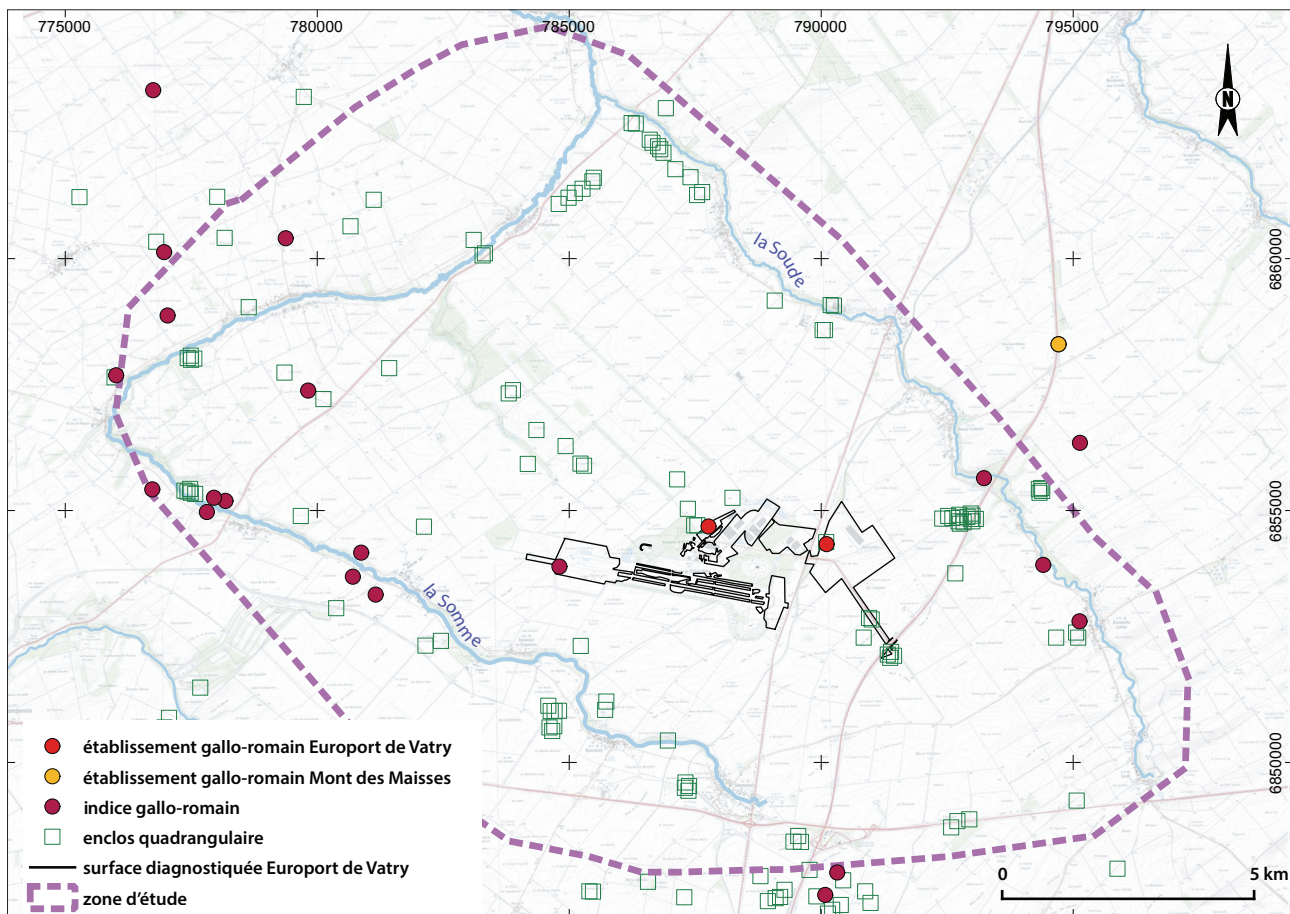 775000
780000
785000
790000
795000
N
la Soude
6860000
6855000
la Somme
6850000
établissement gallo-romain Europort de Vatry
établissement gallo-romain Mont des Maisses
indice gallo-romain
enclos quadrangulaire
surface diagnostiquée Europort de Vatry
zone d'étude
0 5 km